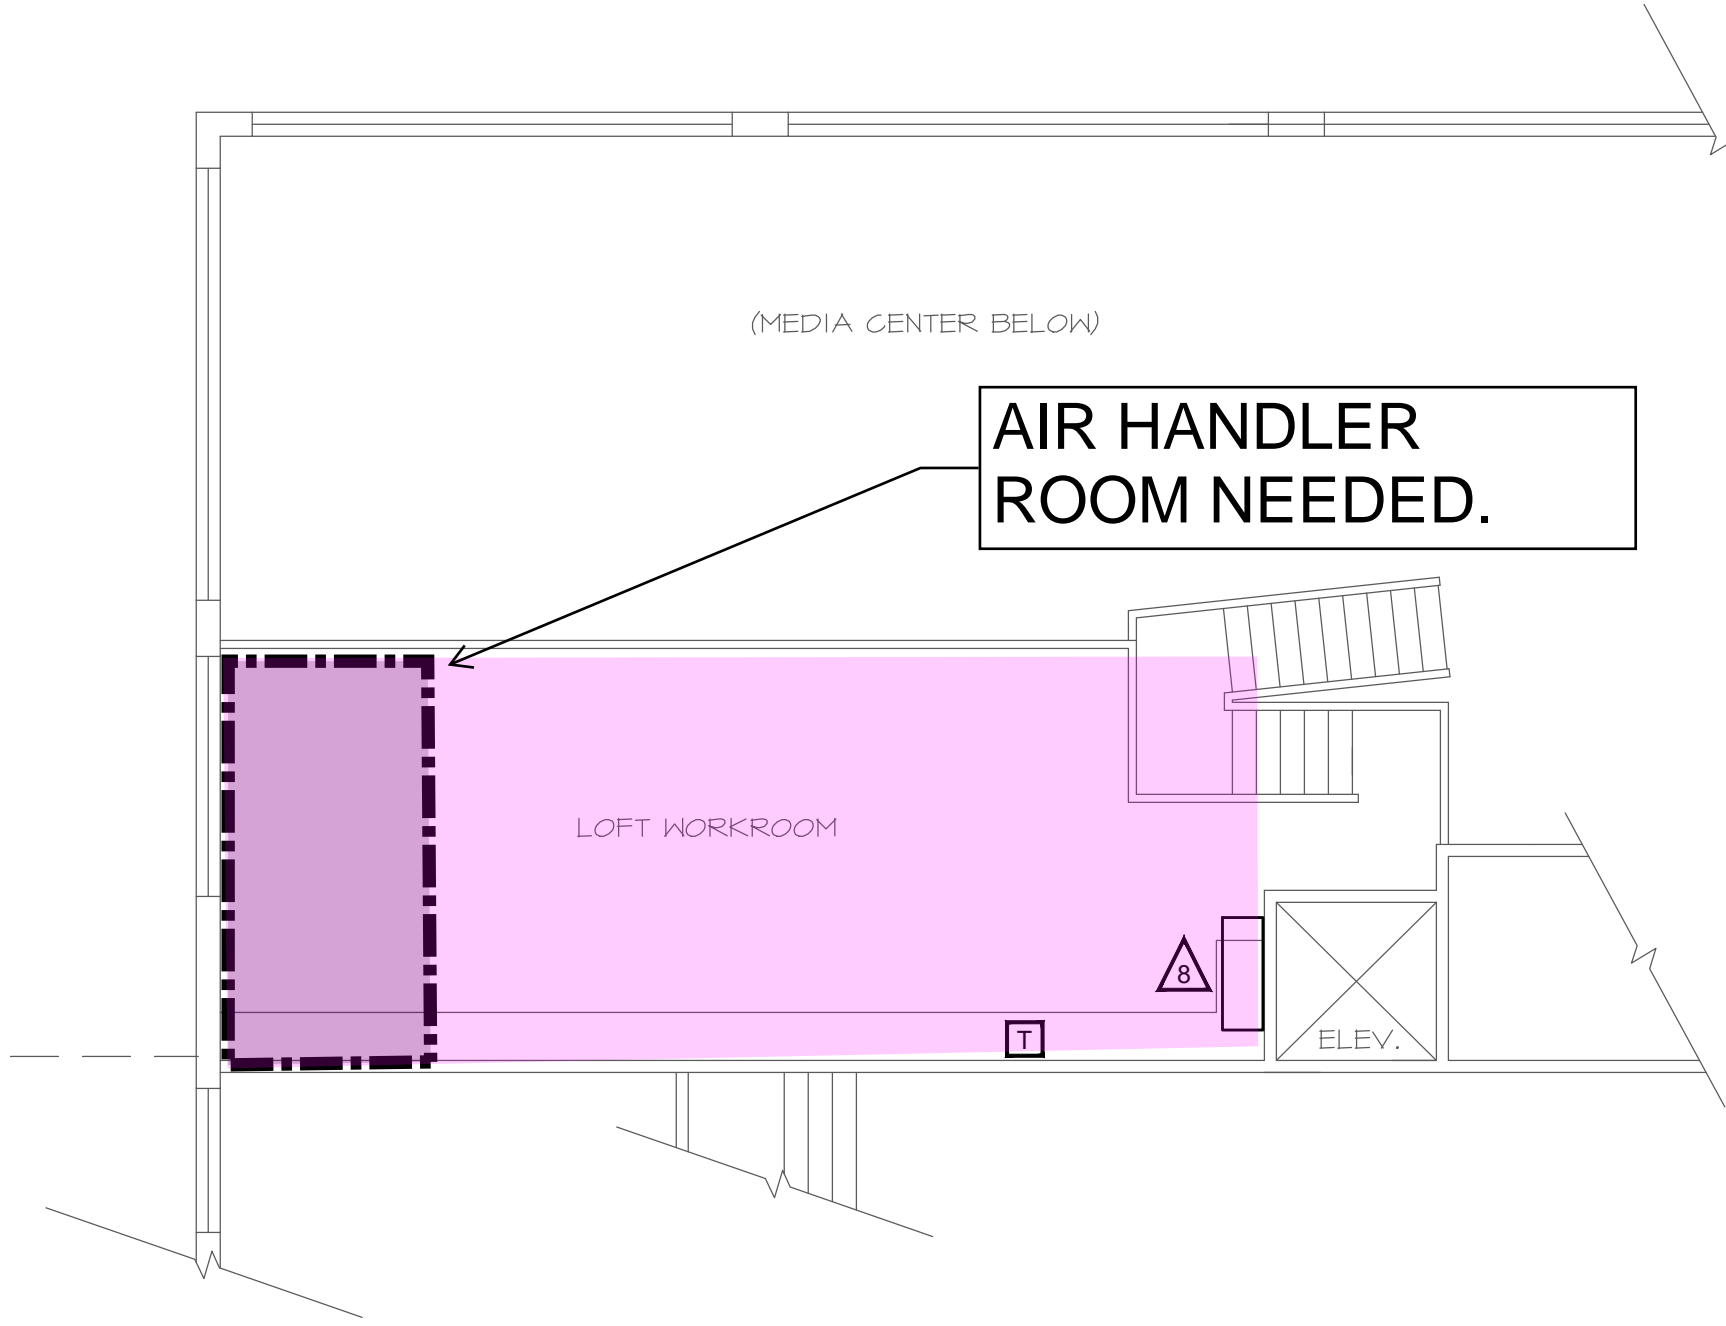 (MEDIA CENTER BELOW)
AIR HANDLER
ROOM NEEDED.
LOFT WORKROOM
8
T
ELEV.